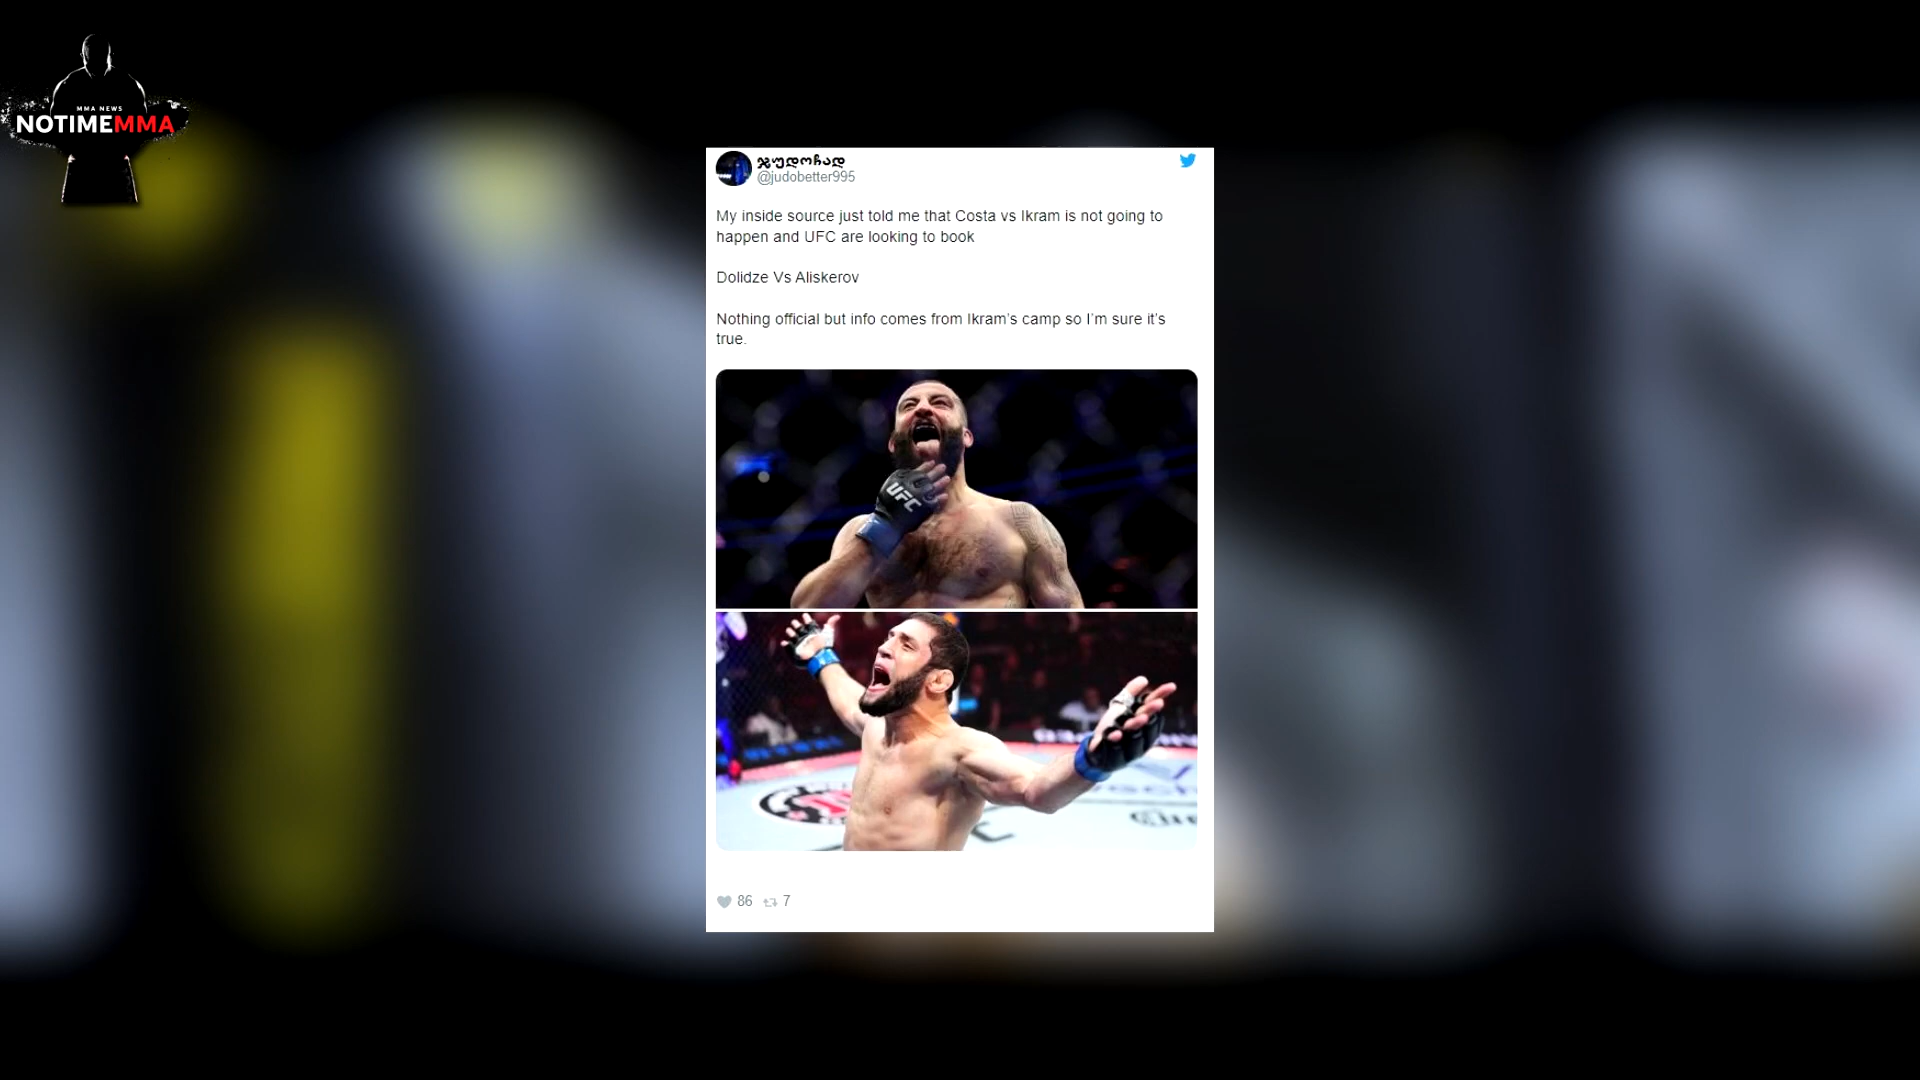 MMA NEWS
NOTIMEMMA
ჯუდოჩად
@judobetter995
My inside source just told me that Costa vs Ikram is not going to
happen and UFC are looking to book
Dolidze Vs Aliskerov
Nothing official but info comes from Ikram's camp so I'm sure it's
true.
UFC
86 7